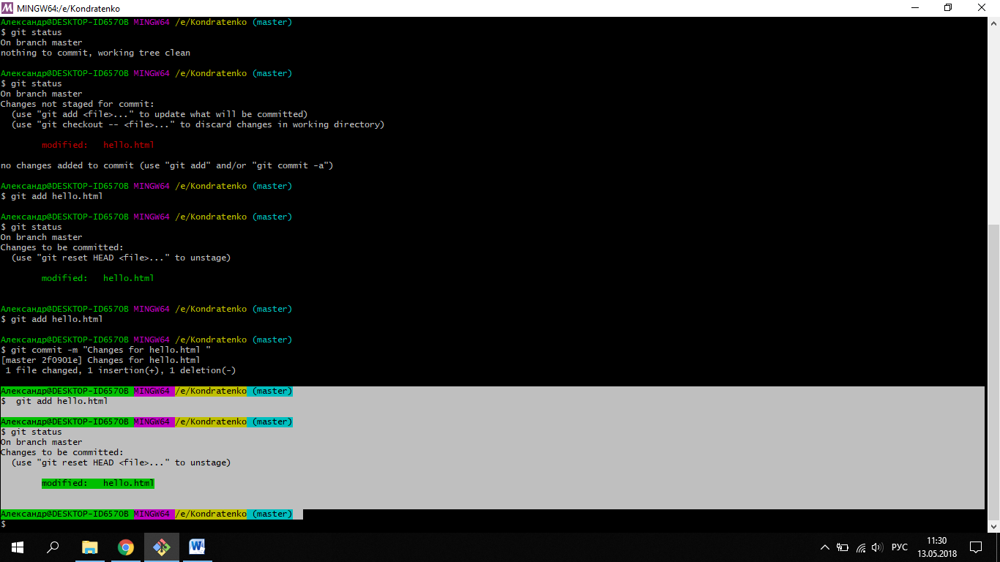 MINGW64:/e/Kondratenko
Александр@DESKTOP-ID657OB MINGW64 /e/Kondratenko (master)
$ git status
On branch master
nothing to commit, working tree clean
Александр@DESKTOP-ID657OB MINGW64 /e/Kondratenko (master)
$ git status
On branch master
Changes not staged for commit:
  (use "git add <file>..." to update what will be committed)
  (use "git checkout -- <file>..." to discard changes in working directory)
        modified:   hello.html
no changes added to commit (use "git add" and/or "git commit -a")
Александр@DESKTOP-ID657OB MINGW64 /e/Kondratenko (master)
$ git add hello.html
Александр@DESKTOP-ID657OB MINGW64 /e/Kondratenko (master)
$ git status
On branch master
Changes to be committed:
  (use "git reset HEAD <file>..." to unstage)
        modified:   hello.html
Александр@DESKTOP-ID657OB MINGW64 /e/Kondratenko (master)
$ git add hello.html
Александр@DESKTOP-ID657OB MINGW64 /e/Kondratenko (master)
$ git commit -m "Changes for hello.html "
[master 2f0901e] Changes for hello.html
 1 file changed, 1 insertion(+), 1 deletion(-)
Александр@DESKTOP-ID657OB MINGW64 /e/Kondratenko (master)
$  git add hello.html
Александр@DESKTOP-ID657OB MINGW64 /e/Kondratenko (master)
$ git status
On branch master
Changes to be committed:
  (use "git reset HEAD <file>..." to unstage)
        modified:   hello.html
Александр@DESKTOP-ID657OB MINGW64 /e/Kondratenko (master)
$
РУС
11:30
13.05.2018